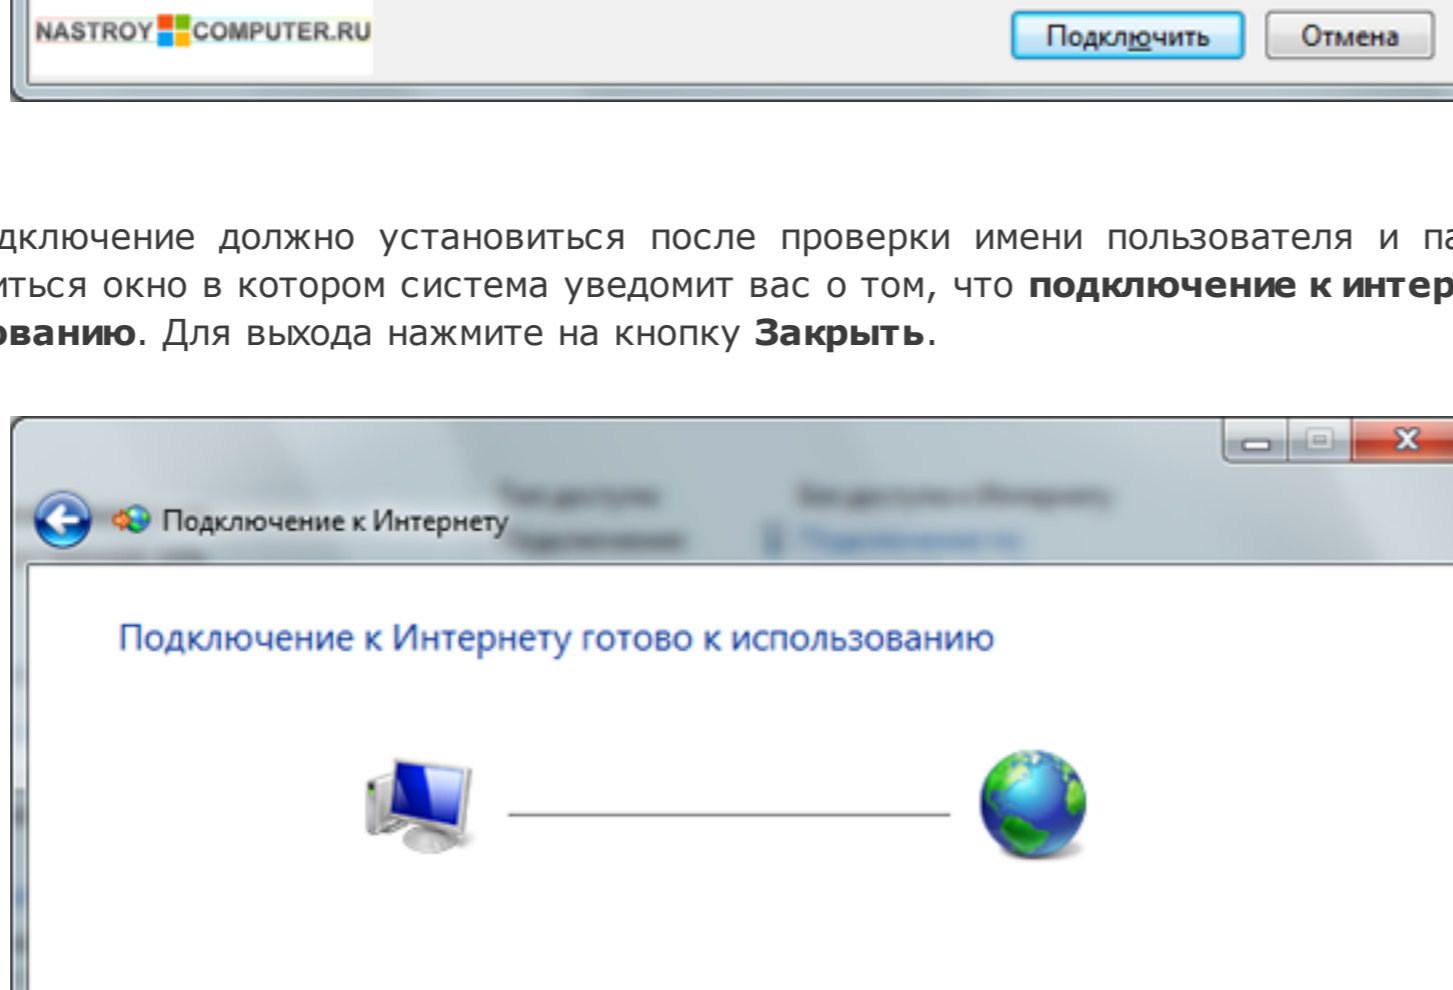 NASTROY COMPUTER.RU
Подключить Отмена
дключение должно установиться после проверки имени пользователя и па
иться окно в котором система уведомит вас о том, что подключение к интер
ованию. Для выхода нажмите на кнопку Закрыть.
Подключение к Интернету
Подключение к Интернету готово к использованию